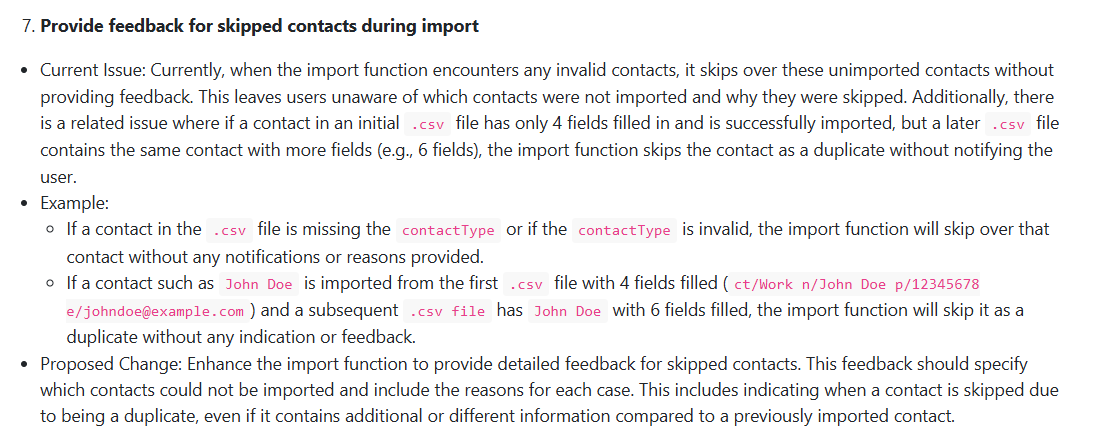 7. Provide feedback for skipped contacts during import
• Current Issue: Currently, when the import function encounters any invalid contacts, it skips over these unimported contacts without
providing feedback. This leaves users unaware of which contacts were not imported and why they were skipped. Additionally, there
is a related issue where if a contact in an initial .csv file has only 4 fields filled in and is successfully imported, but a later .csv file
contains the same contact with more fields (e.g., 6 fields), the import function skips the contact as a duplicate without notifying the
user.
• Example:
◦ If a contact in the .csv file is missing the contactType or if the contactType is invalid, the import function will skip over that
contact without any notifications or reasons provided.
◦ If a contact such as John Doe is imported from the first .csv file with 4 fields filled ( ct/Work n/John Doe p/12345678
e/johndoe@example.com ) and a subsequent .csv file has John Doe with 6 fields filled, the import function will skip it as a
duplicate without any indication or feedback.
• Proposed Change: Enhance the import function to provide detailed feedback for skipped contacts. This feedback should specify
which contacts could not be imported and include the reasons for each case. This includes indicating when a contact is skipped due
to being a duplicate, even if it contains additional or different information compared to a previously imported contact.